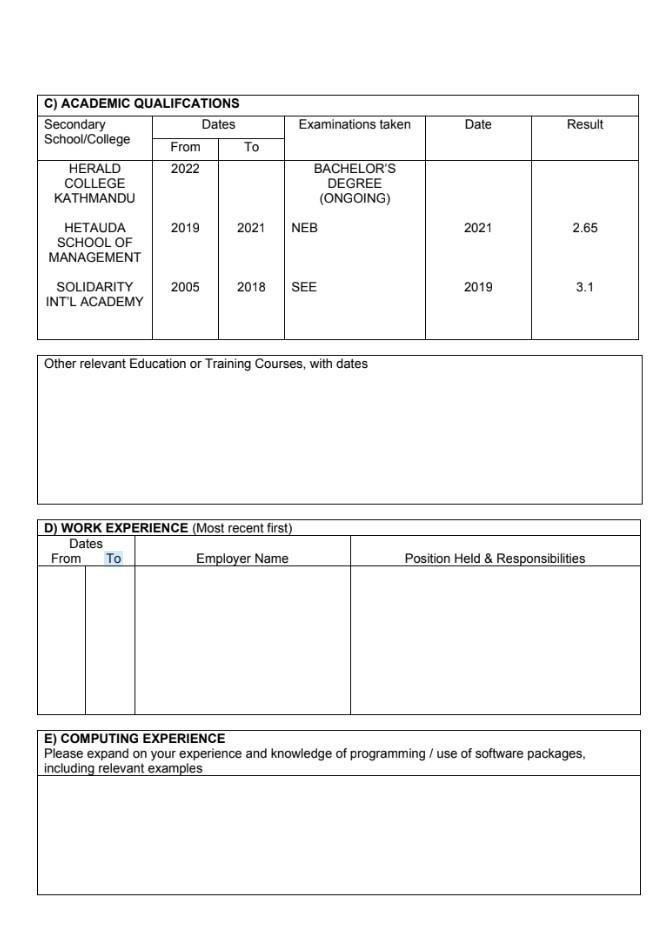 C) ACADEMIC QUALIFCATIONS
Secondary School/College Dates Examinations taken Date Result
From To
HERALD COLLEGE KATHMANDU 2022 BACHELOR'S DEGREE (ONGOING)
HETAUDA SCHOOL OF MANAGEMENT 2019 2021 NEB 2021 2.65
SOLIDARITY INT'L ACADEMY 2005 2018 SEE 2019 3.1
Other relevant Education or Training Courses, with dates
D) WORK EXPERIENCE (Most recent first)
Dates
From To Employer Name Position Held & Responsibilities
E) COMPUTING EXPERIENCE
Please expand on your experience and knowledge of programming / use of software packages,
including relevant examples